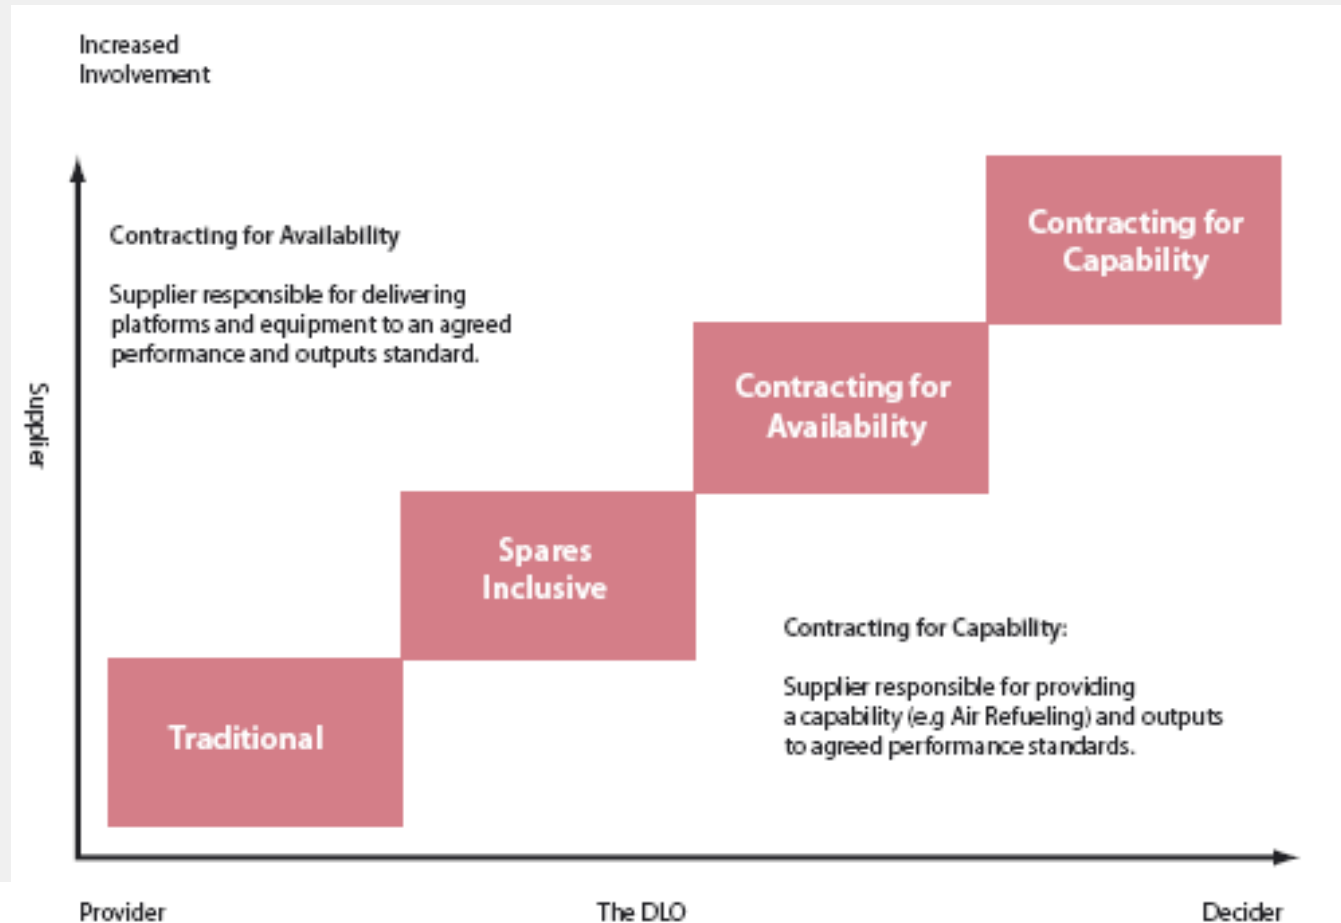 Increased
Involvement
Contracting for Availability
Supplier responsible for delivering
platforms and equipment to an agreed
performance and outputs standard.
Supplier
Contracting for
Capability
Contracting for
Availability
Spares
Inclusive
Traditional
Contracting for Capability:
Supplier responsible for providing
a capability (e.g Air Refueling) and outputs
to agreed performance standards.
Provider
The DLO
Decider